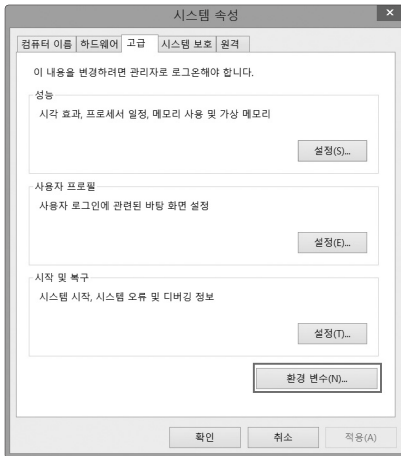 시스템 속성
×
컴퓨터 이름 하드웨어 고급 시스템 보호 원격
이 내용을 변경하려면 관리자로 로그온해야 합니다.
성능
시각 효과, 프로세서 일정, 메모리 사용 및 가상 메모리
설정(S)...
사용자 프로필
사용자 로그인에 관련된 바탕 화면 설정
설정(E)...
시작 및 복구
시스템 시작, 시스템 오류 및 디버깅 정보
설정(T)...
환경 변수(N)...
확인 취소 적용(A)